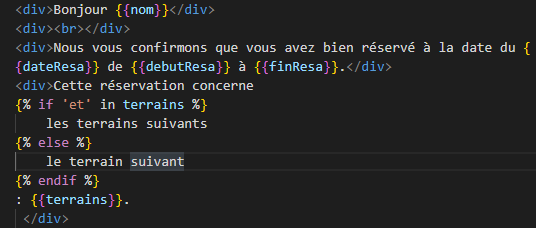 <div>Bonjour {{nom}}</div>
<div><br></div>
<div>Nous vous confirmons que vous avez bien réservé à la date du {
{dateResa}} de {{debutResa}} à {{finResa}}.</div>
<div>Cette réservation concerne
{% if 'et' in terrains %}
    les terrains suivants
{% else %}
    le terrain suivant
{% endif %}
: {{terrains}}.
 </div>